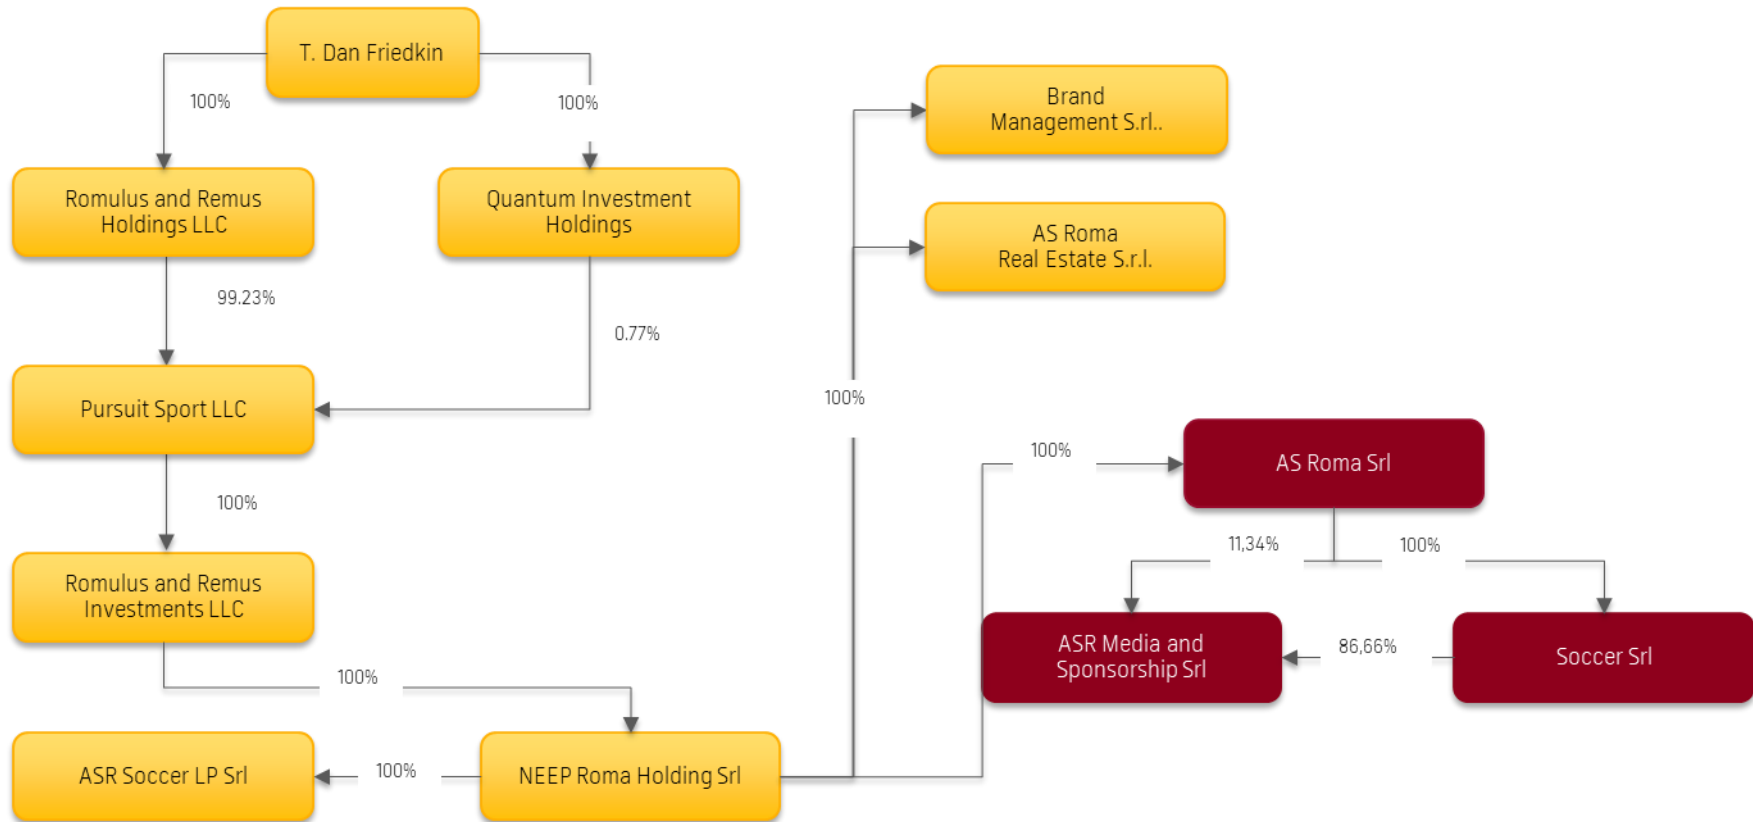 T. Dan Friedkin
100%
100%
Romulus and Remus
Holdings LLC
Quantum Investment
Holdings
99.23%
0.77%
Pursuit Sport LLC
100%
Romulus and Remus
Investments LLC
100%
ASR Soccer LP Srl
100%
NEEP Roma Holding Srl
Brand
Management S.rl..
AS Roma
Real Estate S.r.l.
100%
100%
AS Roma Srl
11,34%
100%
ASR Media and
Sponsorship Srl
86,66%
Soccer Srl